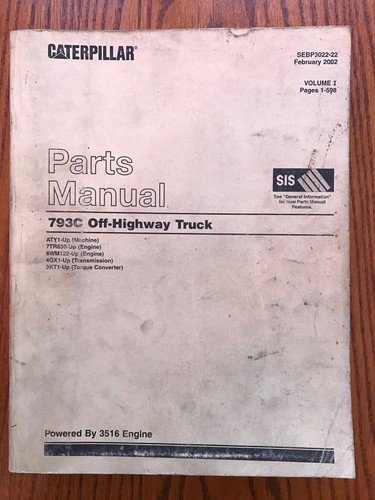 CATERPILLAR®
SEBP3022-22
February 2002
VOLUME I
Pages 1-598
Parts
Manual
SIS
See "General Information"
for New Parts Manual
Features.
793C Off-Highway Truck
ATY1-Up (Machine)
7TR830-Up (Engine)
8WM122-Up (Engine)
4GX1-Up (Transmission)
3KT1-Up (Torque Converter)
Powered By 3516 Engine